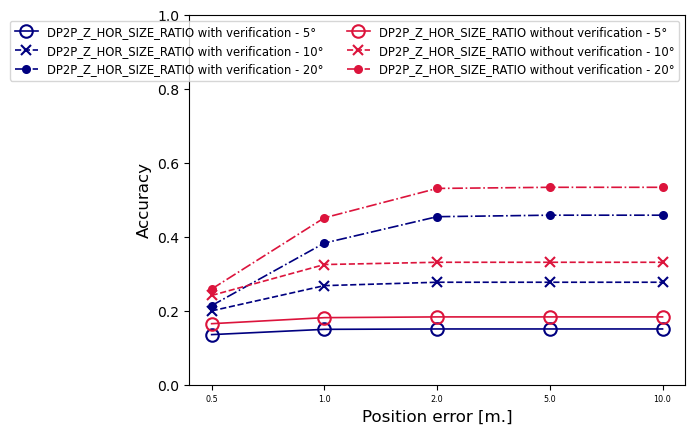 1.0
DP2P_Z_HOR_SIZE_RATIO with verification - 5°
DP2P_Z_HOR_SIZE_RATIO with verification - 10°
DP2P_Z_HOR_SIZE_RATIO with verification - 20°
DP2P_Z_HOR_SIZE_RATIO without verification - 5°
DP2P_Z_HOR_SIZE_RATIO without verification - 10°
DP2P_Z_HOR_SIZE_RATIO without verification - 20°
0.8
0.6
0.4
0.2
0.0
Accuracy
0.5 1.0 2.0 5.0 10.0
Position error [m.]